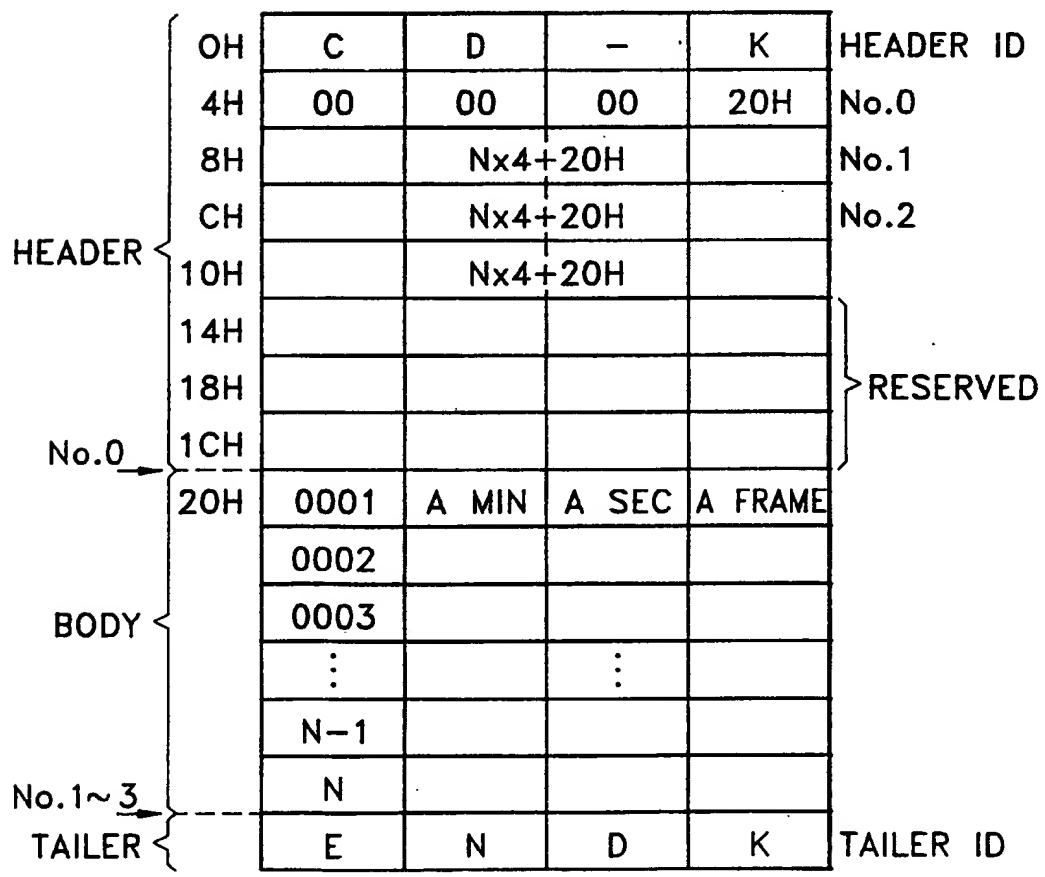 OH C D – K HEADER ID
4H 00 00 00 20H No.0
8H Nx4+20H No.1
CH Nx4+20H No.2
HEADER
10H Nx4+20H
14H
18H RESERVED
1CH
No.0
20H 0001 A MIN A SEC A FRAME
0002
BODY 0003
⋮ ⋮
N–1
No.1~3 N
TAILER E N D K TAILER ID